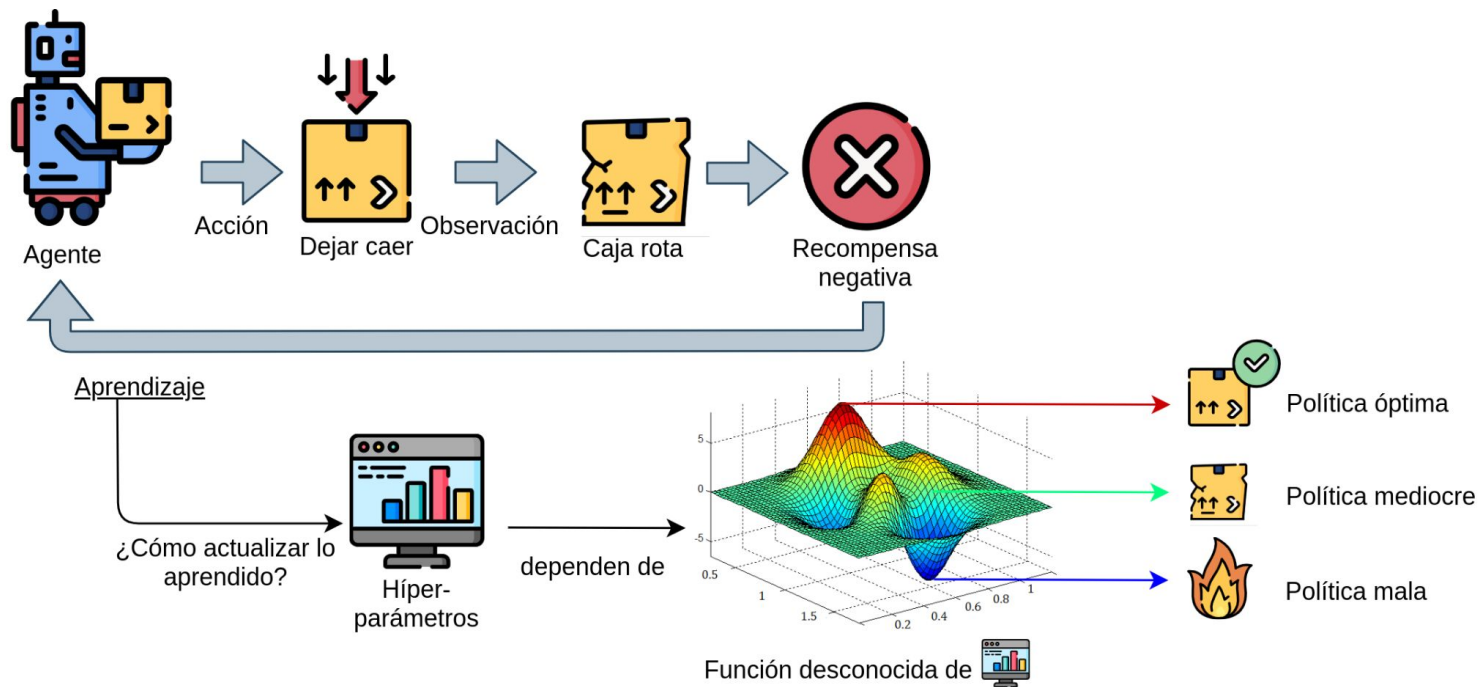 Agente
Acción
Dejar caer
Observación
Caja rota
Recompensa
negativa
Aprendizaje
¿Cómo actualizar lo
aprendido?
Híper-
parámetros
dependen de
5
0
-5
0.5
1
1.5
0.2
0.4
0.6
0.8
1
Función desconocida de
Política óptima
Política mediocre
Política mala